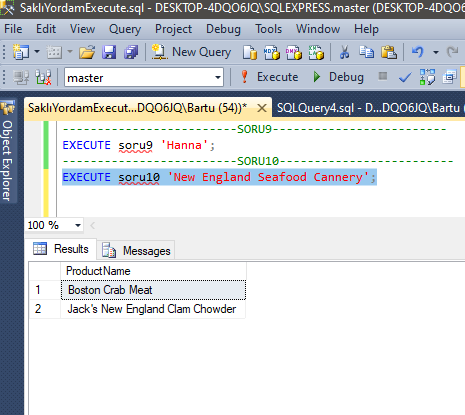 SaklıYordamExecute.sql - DESKTOP-4DQO6JQ\SQLEXPRESS.master (DESKTOP-4DQO6
File Edit View Query Project Debug Tools Window Help
New Query
master Execute Debug
SaklıYordamExecut...DQO6JQ\Bartu (54))* SQLQuery4.sql - D...DQO6JQ\Bartu (
Object Explorer
--------------------------SORU9--------------------------
EXECUTE soru9 'Hanna';
--------------------------SORU10--------------------------
EXECUTE soru10 'New England Seafood Cannery';
100 %
Results Messages
ProductName
1 Boston Crab Meat
2 Jack's New England Clam Chowder